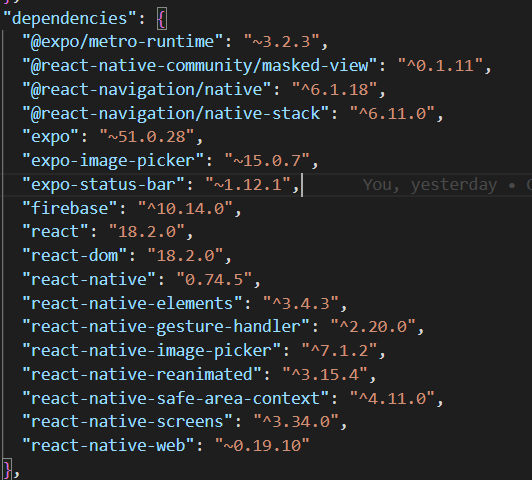 "dependencies": {
"@expo/metro-runtime": "~3.2.3",
"@react-native-community/masked-view": "^0.1.11",
"@react-navigation/native": "^6.1.18",
"@react-navigation/native-stack": "^6.11.0",
"expo": "~51.0.28",
"expo-image-picker": "~15.0.7",
"expo-status-bar": "~1.12.1", You, yesterday •
"firebase": "^10.14.0",
"react": "18.2.0",
"react-dom": "18.2.0",
"react-native": "0.74.5",
"react-native-elements": "^3.4.3",
"react-native-gesture-handler": "^2.20.0",
"react-native-image-picker": "^7.1.2",
"react-native-reanimated": "^3.15.4",
"react-native-safe-area-context": "^4.11.0",
"react-native-screens": "^3.34.0",
"react-native-web": "~0.19.10"
},